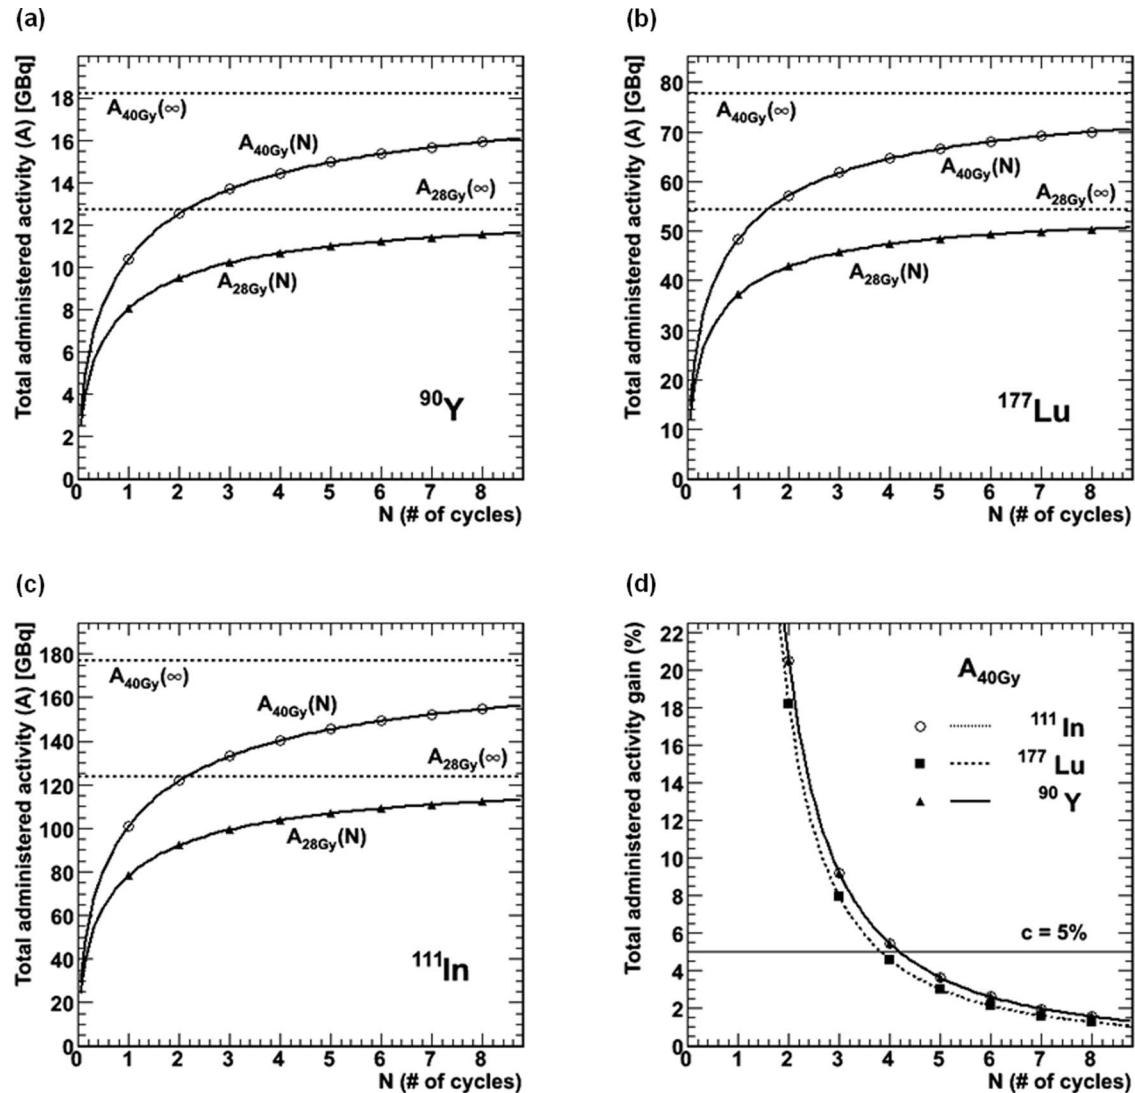 (a)
Total administered activity (A) [GBq]
18
16
14
12
10
8
6
4
2
0
A40Gy(∞)
A40Gy(N)
A28Gy(∞)
A28Gy(N)
90Y
0 1 2 3 4 5 6 7 8
N (# of cycles)
(b)
Total administered activity (A) [GBq]
80
70
60
50
40
30
20
10
0
A40Gy(∞)
A40Gy(N)
A28Gy(∞)
A28Gy(N)
177Lu
0 1 2 3 4 5 6 7 8
N (# of cycles)
(c)
Total administered activity (A) [GBq]
180
160
140
120
100
80
60
40
20
0
A40Gy(∞)
A40Gy(N)
A28Gy(∞)
A28Gy(N)
111In
0 1 2 3 4 5 6 7 8
N (# of cycles)
(d)
Total administered activity gain (%)
22
20
18
16
14
12
10
8
6
4
2
0
A40Gy
111In
177Lu
90Y
c = 5%
0 1 2 3 4 5 6 7 8
N (# of cycles)